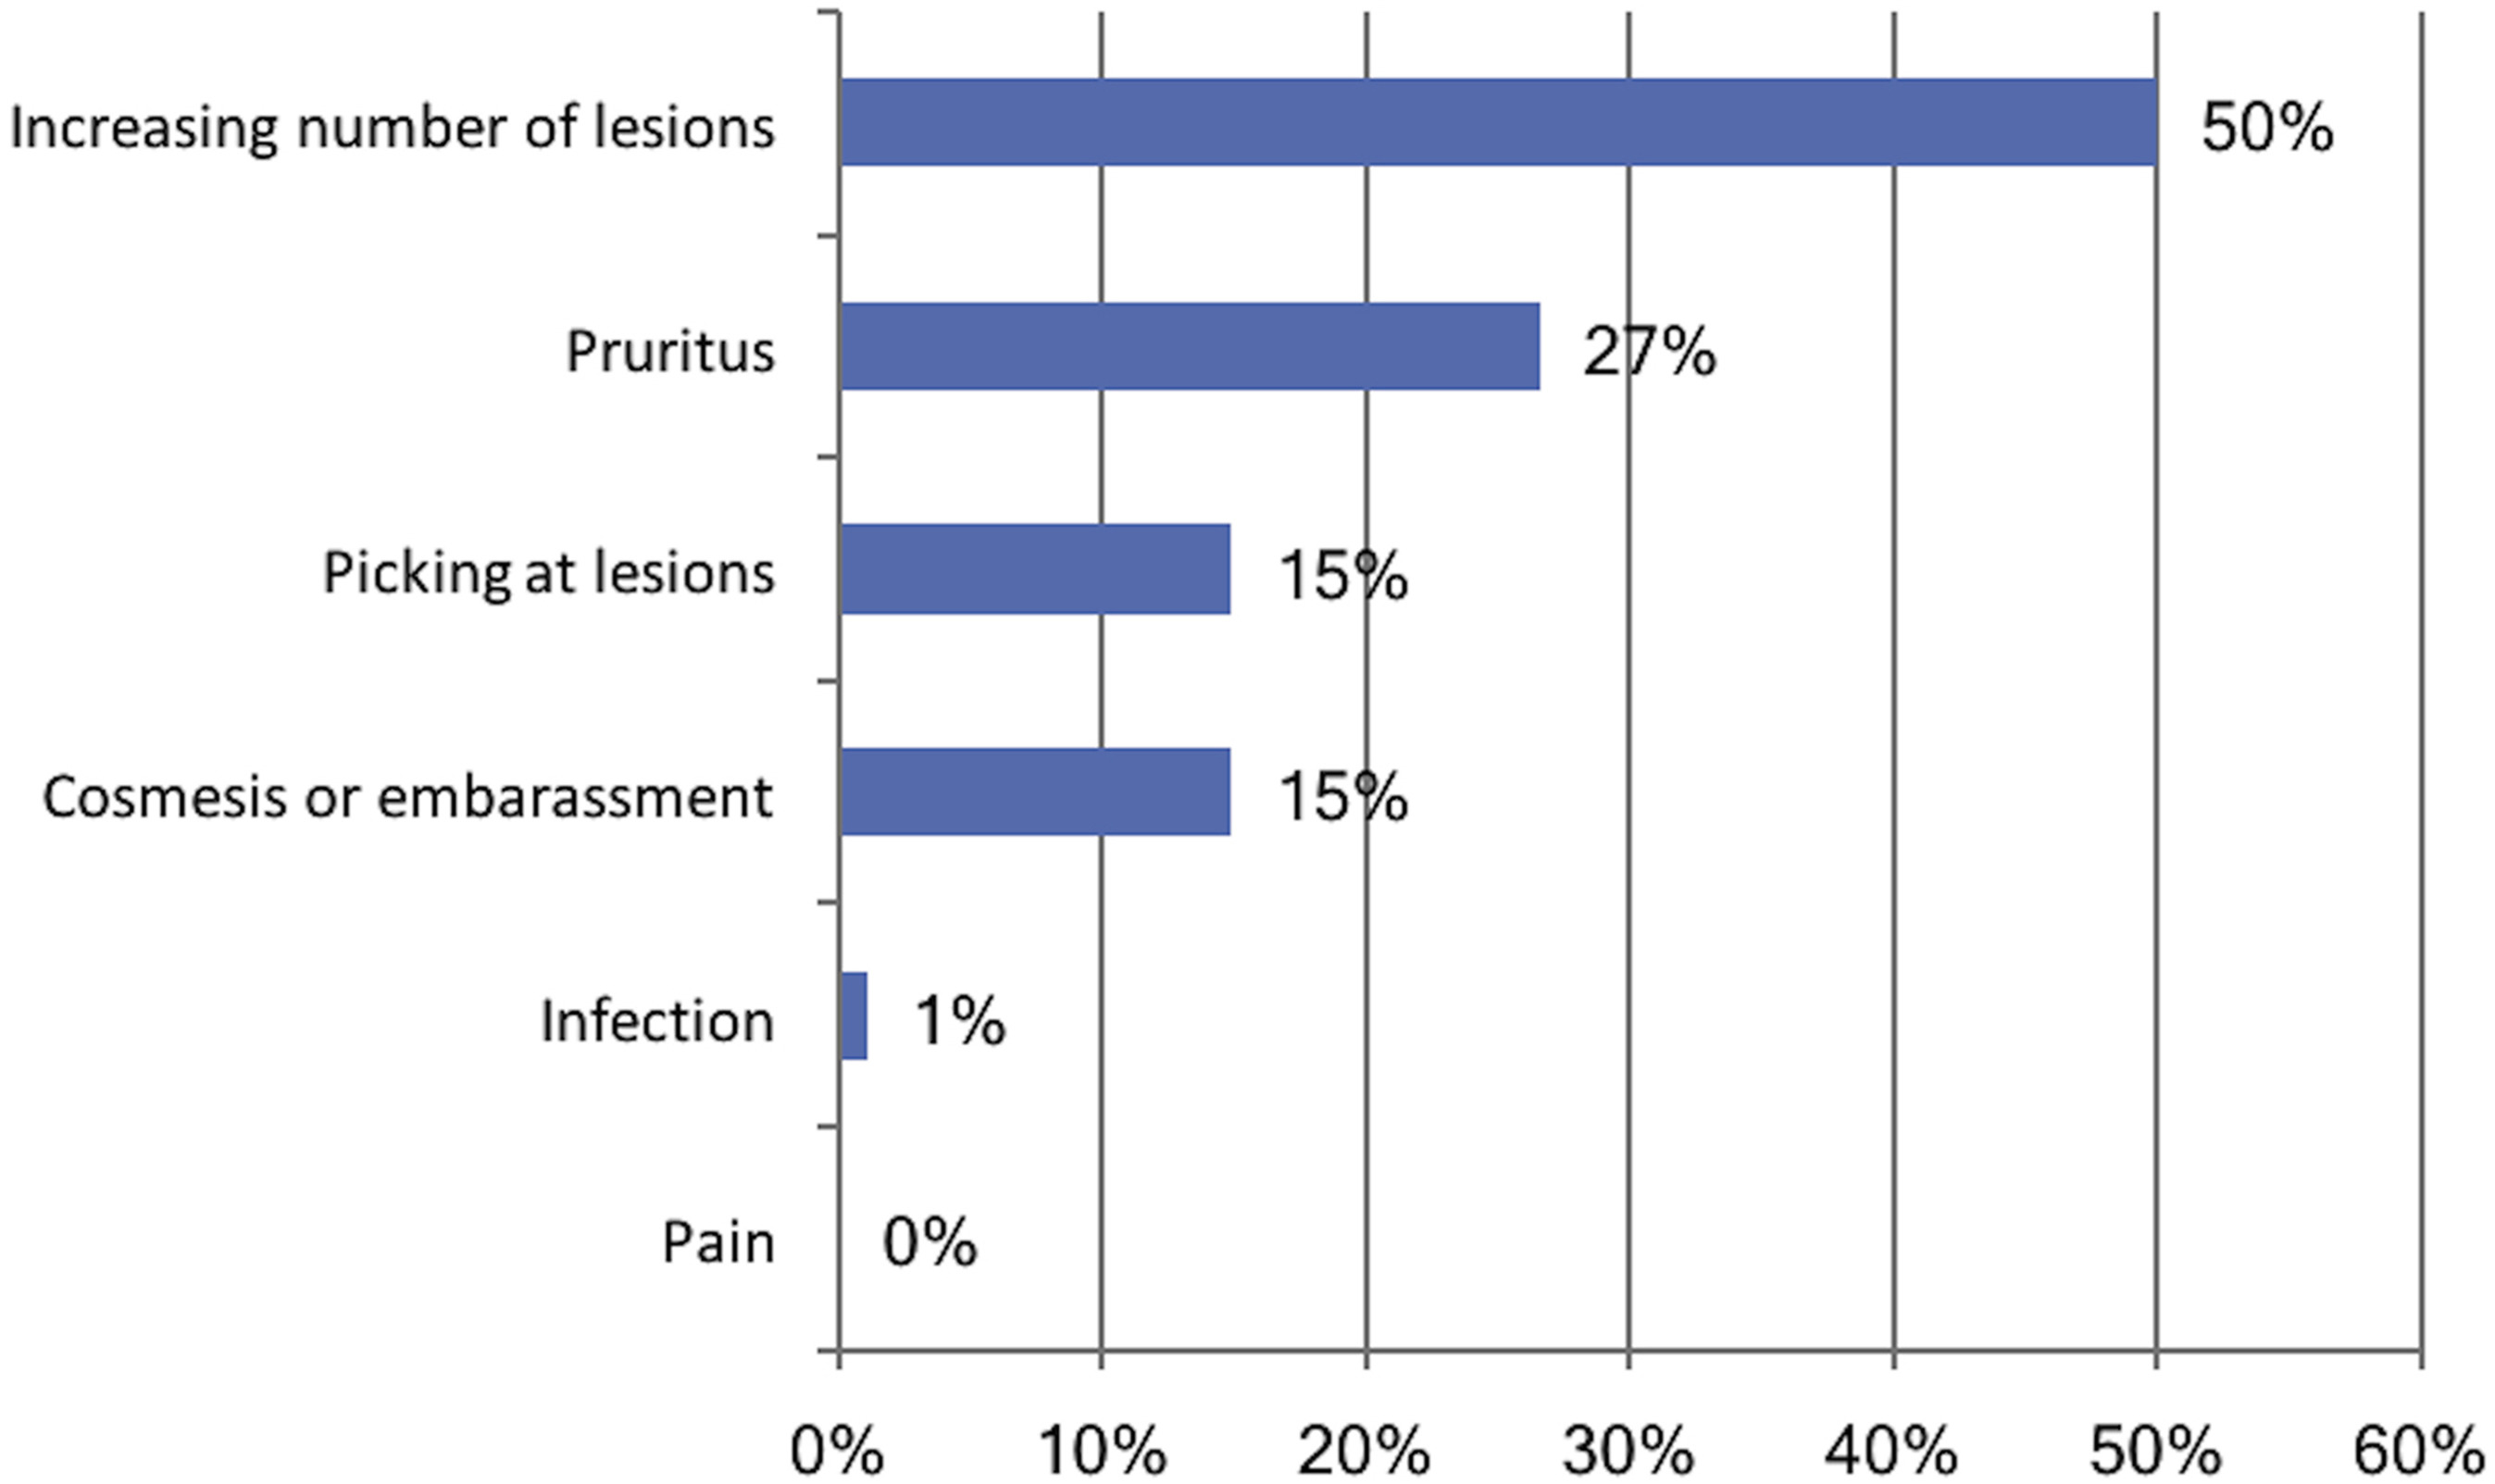 Increasing number of lesions 50%
Pruritus 27%
Picking at lesions 15%
Cosmesis or embarassment 15%
Infection 1%
Pain 0%
0% 10% 20% 30% 40% 50% 60%